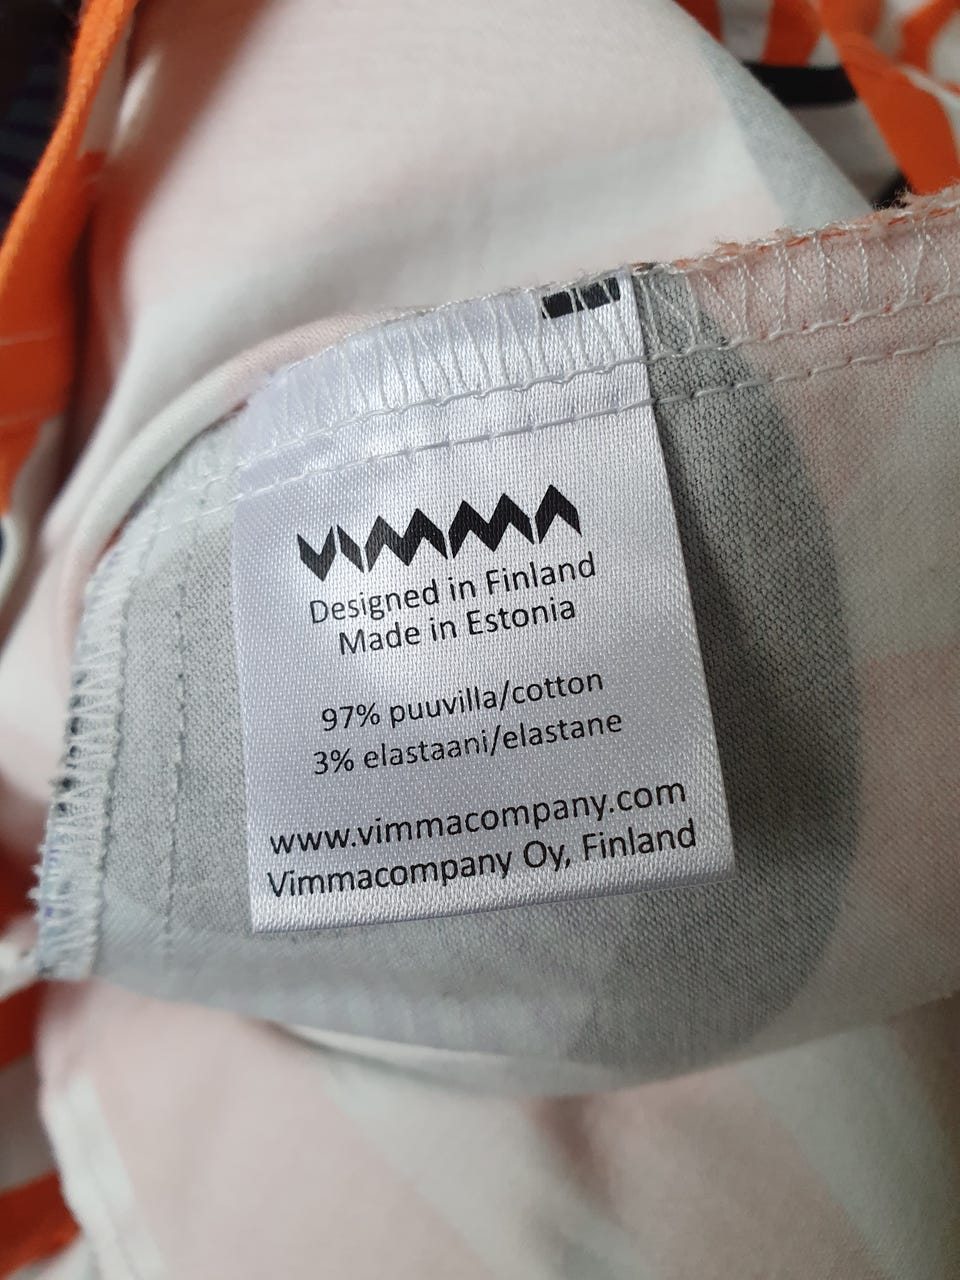 VIMMA
Designed in Finland
Made in Estonia
97% puuvilla/cotton
3% elastaani/elastane
www.vimmacompany.com
Vimmacompany Oy, Finland